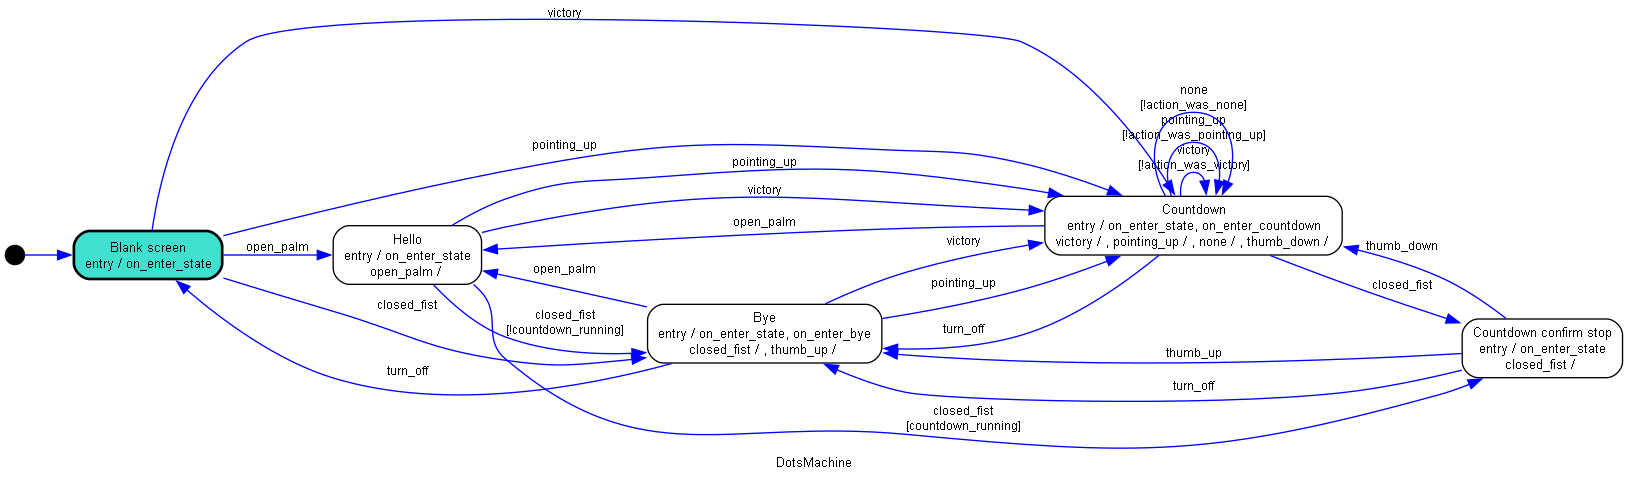 victory
none
[!action_was_none]
pointing_up
[!action_was_pointing_up]
victory
[!action_was_victory]
pointing_up
pointing_up
victory
Countdown
entry / on_enter_state, on_enter_countdown
victory / , pointing_up / , none / , thumb_down /
open_palm
Blank screen
entry / on_enter_state
open_palm
Hello
entry / on_enter_state
open_palm /
victory
thumb_down
open_palm
pointing_up
closed_fist
closed_fist
closed_fist
[!countdown_running]
Bye
entry / on_enter_state, on_enter_bye
closed_fist / , thumb_up /
turn_off
Countdown confirm stop
entry / on_enter_state
closed_fist /
thumb_up
turn_off
turn_off
closed_fist
[countdown_running]
DotsMachine